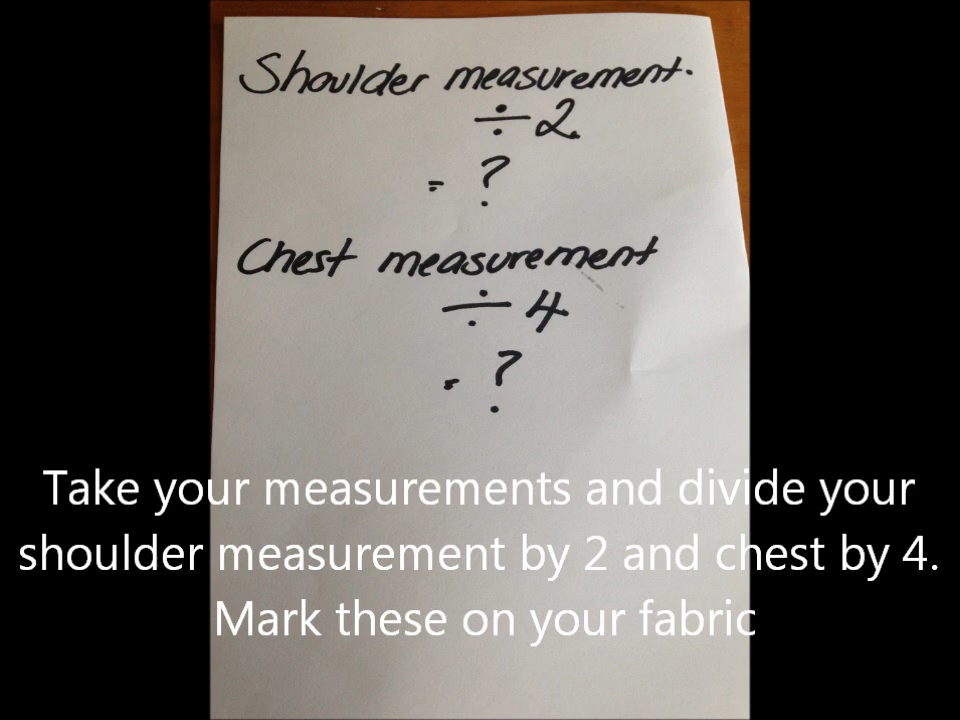 Shoulder measurement.
÷ 2.
= ?
Chest measurement
÷ 4
= ?
Take your measurements and divide your
shoulder measurement by 2 and chest by 4.
Mark these on your fabric